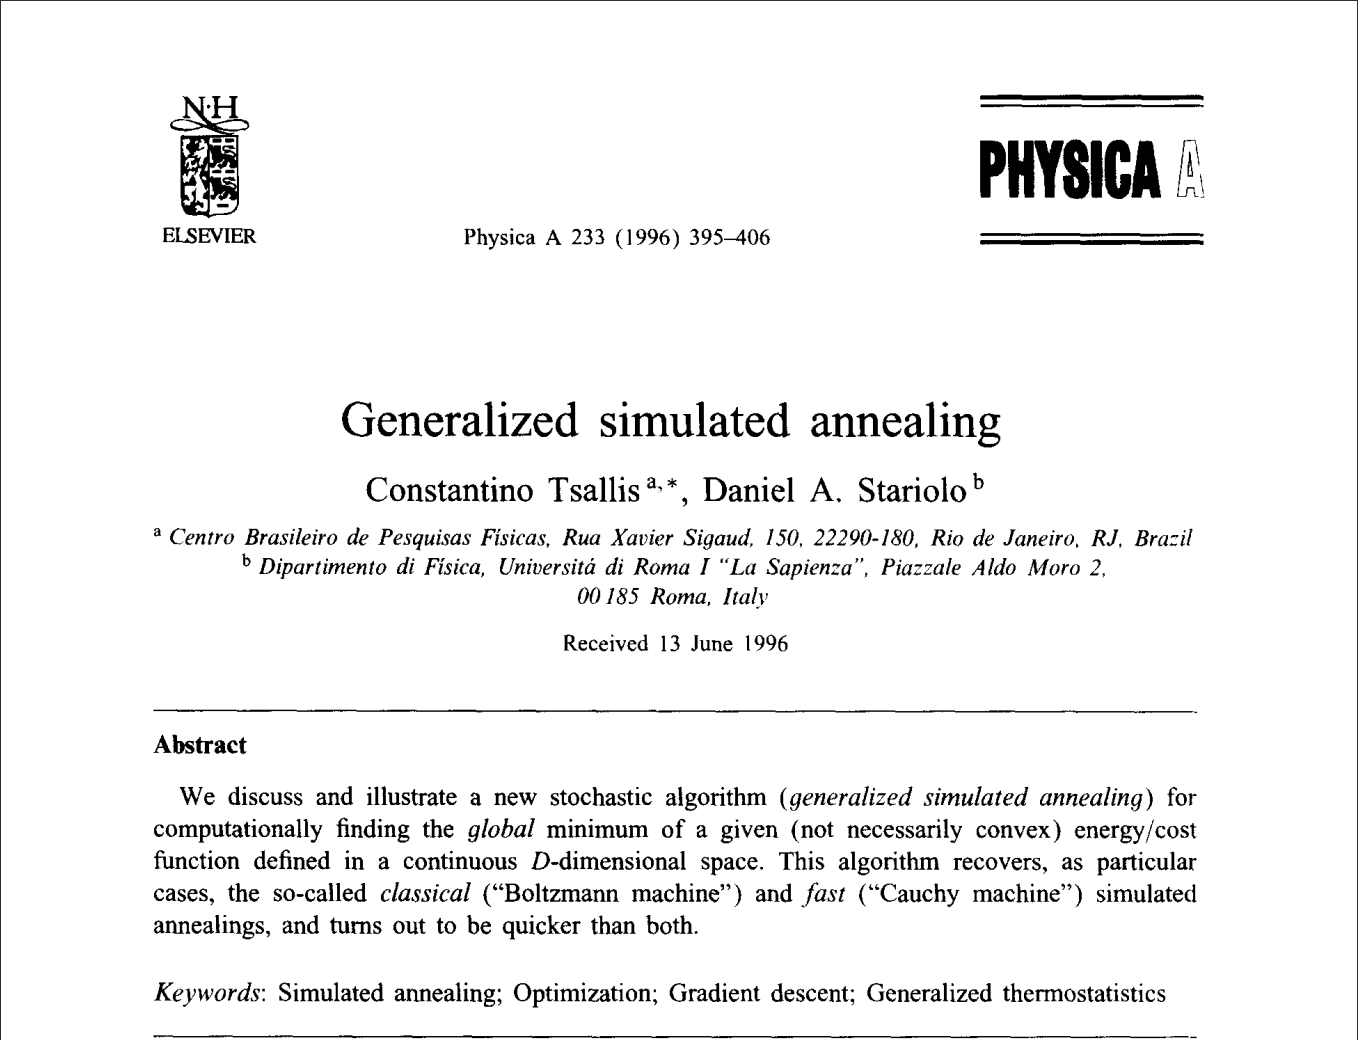 N·H
ELSEVIER
Physica A 233 (1996) 395–406
PHYSICA A
Generalized simulated annealing
Constantino Tsallis a,*, Daniel A. Stariolo b
a Centro Brasileiro de Pesquisas Físicas, Rua Xavier Sigaud, 150, 22290-180, Rio de Janeiro, RJ, Brazil
b Dipartimento di Física, Universitá di Roma I “La Sapienza”, Piazzale Aldo Moro 2,
00185 Roma, Italy
Received 13 June 1996
Abstract
We discuss and illustrate a new stochastic algorithm (generalized simulated annealing) for
computationally finding the global minimum of a given (not necessarily convex) energy/cost
function defined in a continuous D-dimensional space. This algorithm recovers, as particular
cases, the so-called classical (“Boltzmann machine”) and fast (“Cauchy machine”) simulated
annealings, and turns out to be quicker than both.
Keywords: Simulated annealing; Optimization; Gradient descent; Generalized thermostatistics